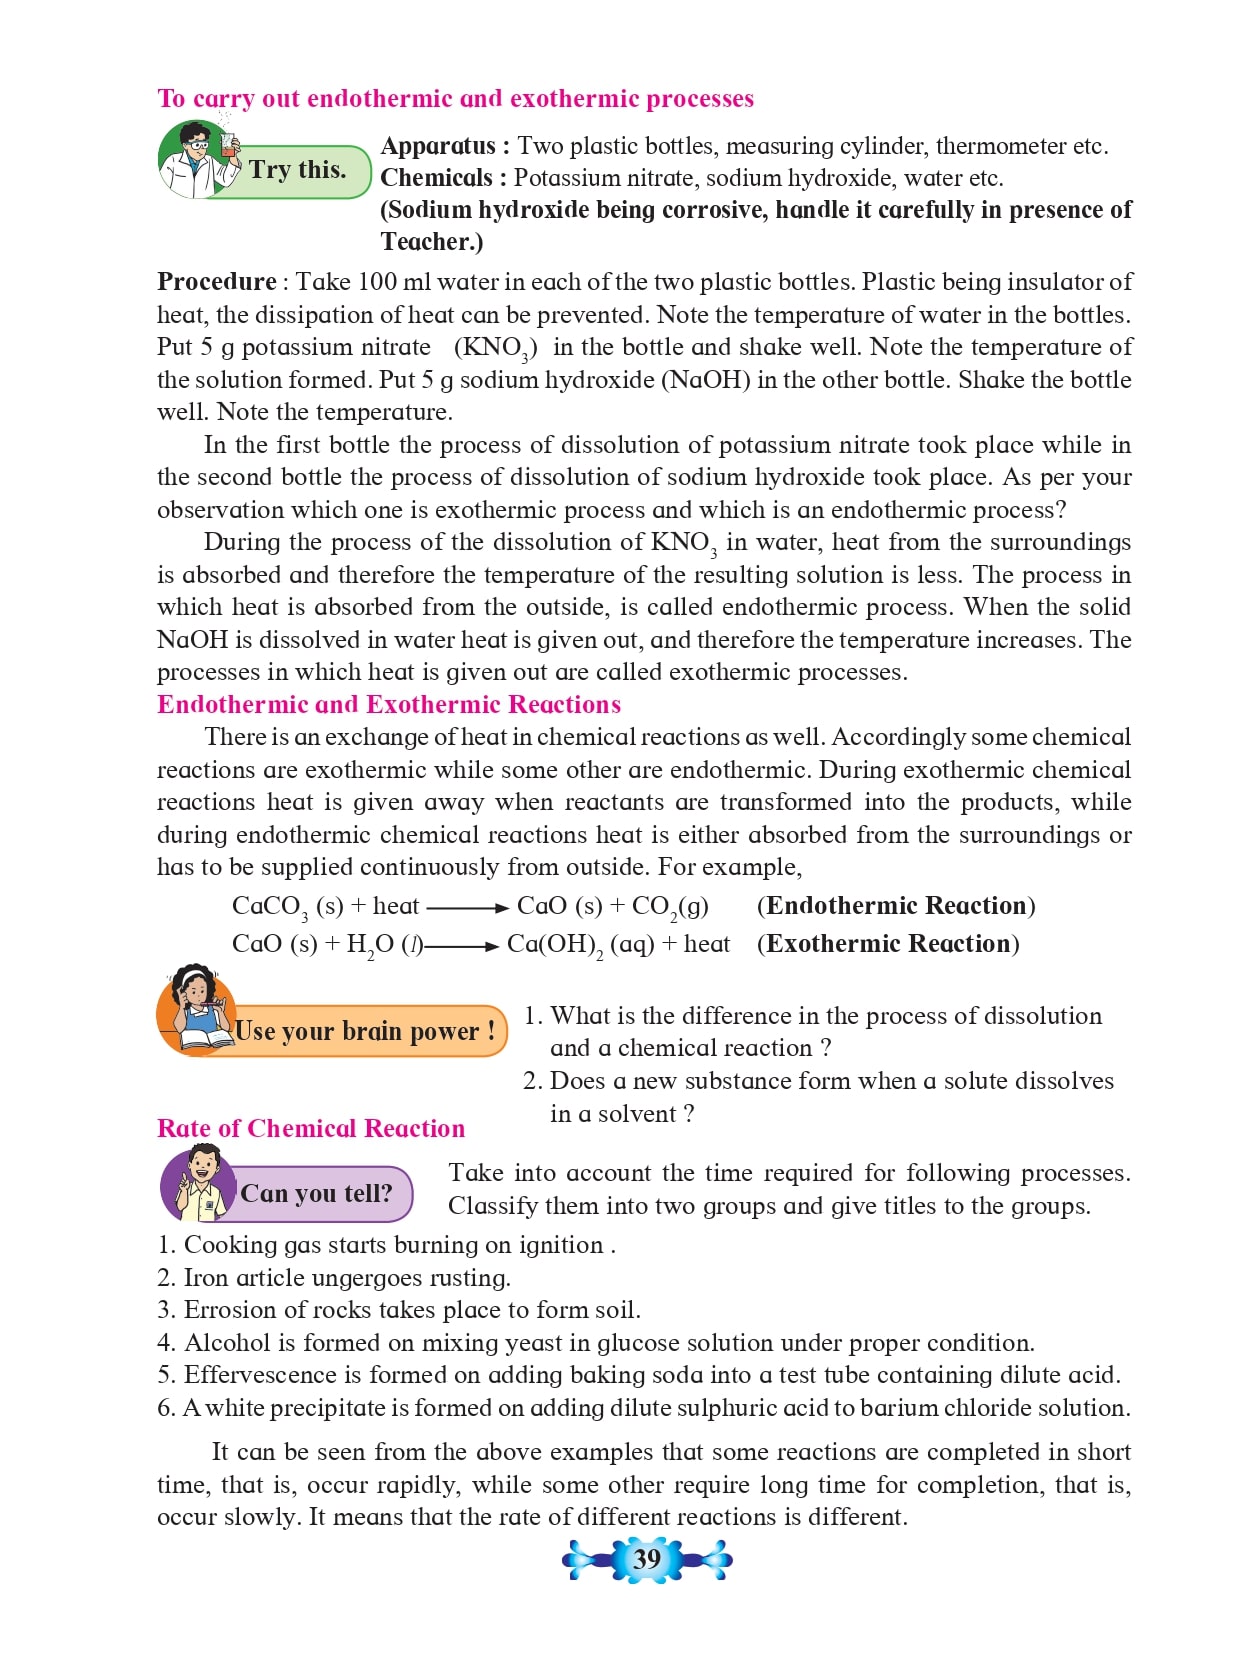 To carry out endothermic and exothermic processes
Try this.
Apparatus : Two plastic bottles, measuring cylinder, thermometer etc.
Chemicals : Potassium nitrate, sodium hydroxide, water etc.
(Sodium hydroxide being corrosive, handle it carefully in presence of
Teacher.)
Procedure : Take 100 ml water in each of the two plastic bottles. Plastic being insulator of
heat, the dissipation of heat can be prevented. Note the temperature of water in the bottles.
Put 5 g potassium nitrate (KNO₃) in the bottle and shake well. Note the temperature of
the solution formed. Put 5 g sodium hydroxide (NaOH) in the other bottle. Shake the bottle
well. Note the temperature.
In the first bottle the process of dissolution of potassium nitrate took place while in
the second bottle the process of dissolution of sodium hydroxide took place. As per your
observation which one is exothermic process and which is an endothermic process?
During the process of the dissolution of KNO₃ in water, heat from the surroundings
is absorbed and therefore the temperature of the resulting solution is less. The process in
which heat is absorbed from the outside, is called endothermic process. When the solid
NaOH is dissolved in water heat is given out, and therefore the temperature increases. The
processes in which heat is given out are called exothermic processes.
Endothermic and Exothermic Reactions
There is an exchange of heat in chemical reactions as well. Accordingly some chemical
reactions are exothermic while some other are endothermic. During exothermic chemical
reactions heat is given away when reactants are transformed into the products, while
during endothermic chemical reactions heat is either absorbed from the surroundings or
has to be supplied continuously from outside. For example,
CaCO₃ (s) + heat ⟶ CaO (s) + CO₂(g) (Endothermic Reaction)
CaO (s) + H₂O (l) ⟶ Ca(OH)₂ (aq) + heat (Exothermic Reaction)
Use your brain power !
1. What is the difference in the process of dissolution
and a chemical reaction ?
2. Does a new substance form when a solute dissolves
in a solvent ?
Rate of Chemical Reaction
Can you tell?
Take into account the time required for following processes.
Classify them into two groups and give titles to the groups.
1. Cooking gas starts burning on ignition .
2. Iron article ungergoes rusting.
3. Errosion of rocks takes place to form soil.
4. Alcohol is formed on mixing yeast in glucose solution under proper condition.
5. Effervescence is formed on adding baking soda into a test tube containing dilute acid.
6. A white precipitate is formed on adding dilute sulphuric acid to barium chloride solution.
It can be seen from the above examples that some reactions are completed in short
time, that is, occur rapidly, while some other require long time for completion, that is,
occur slowly. It means that the rate of different reactions is different.
39